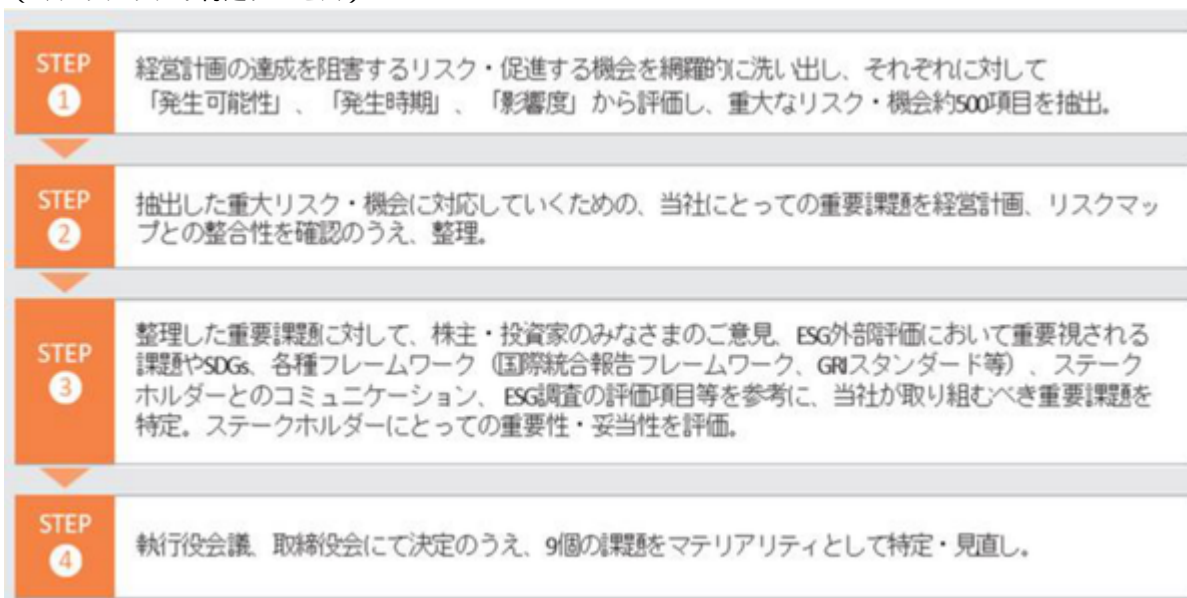 STEP
1
経営計画の達成を阻害するリスク・促進する機会を網羅的に洗い出し、それぞれに対して
「発生可能性」、「発生時期」、「影響度」から評価し、重大なリスク・機会約500項目を抽出。
STEP
2
抽出した重大リスク・機会に対応していくための、当社にとっての重要課題を経営計画、リスクマッ
プとの整合性を確認のうえ、整理。
STEP
3
整理した重要課題に対して、株主・投資家のみなさまのご意見、ESG外部評価において重要視される
課題やSDGs、各種フレームワーク（国際統合報告フレームワーク、GRIスタンダード等）、ステーク
ホルダーとのコミュニケーション、ESG調査の評価項目等を参考に、当社が取り組むべき重要課題を
特定。ステークホルダーにとっての重要性・妥当性を評価。
STEP
4
執行役会議、取締役会にて決定のうえ、9個の課題をマテリアリティとして特定・見直し。